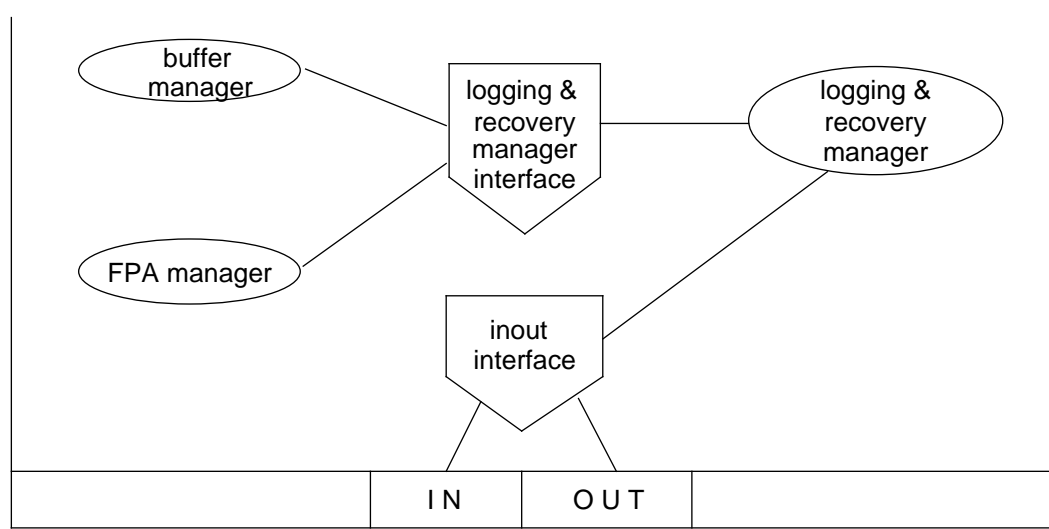 buffer
manager
logging &
recovery
manager
interface
logging &
recovery
manager
FPA manager
inout
interface
I N
O U T